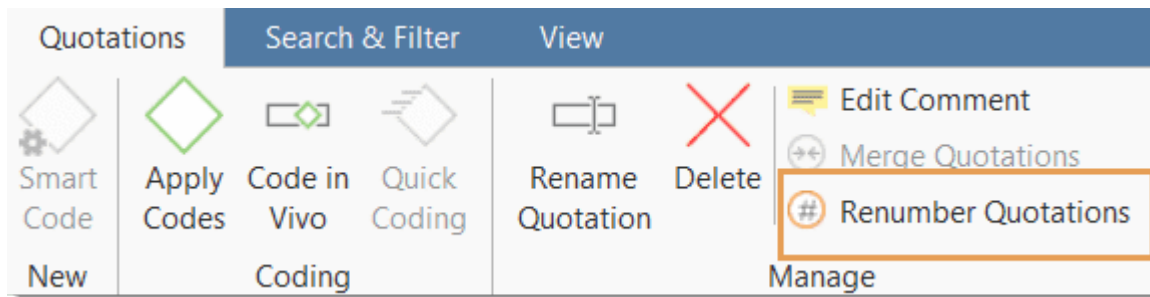 Quotations
Search & Filter
View
Smart
Code
Apply
Codes
Code in
Vivo
Quick
Coding
Rename
Quotation
Delete
Edit Comment
Merge Quotations
# Renumber Quotations
New
Coding
Manage